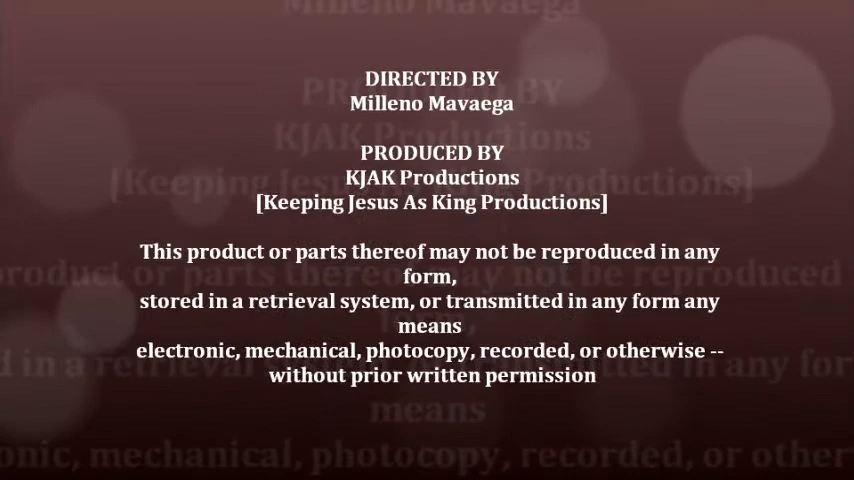 DIRECTED BY
Milleno Mavaega
PRODUCED BY
KJAK Productions
[Keeping Jesus As King Productions]
This product or parts thereof may not be reproduced in any
form,
stored in a retrieval system, or transmitted in any form any
means
electronic, mechanical, photocopy, recorded, or otherwise --
without prior written permission